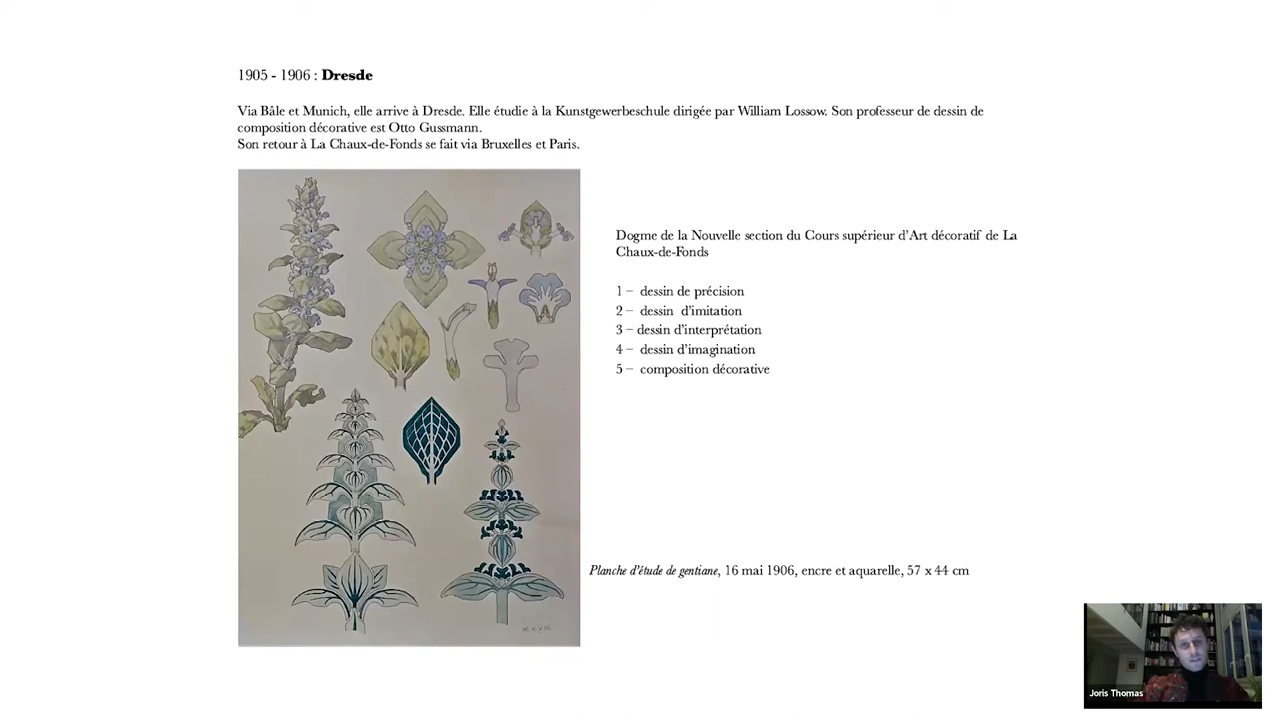 1905 - 1906 : Dresde
Via Bâle et Munich, elle arrive à Dresde. Elle étudie à la Kunstgewerbeschule dirigée par William Lossow. Son professeur de dessin de
composition décorative est Otto Gussmann.
Son retour à La Chaux-de-Fonds se fait via Bruxelles et Paris.
Dogme de la Nouvelle section du Cours supérieur d’Art décoratif de La
Chaux-de-Fonds
1 – dessin de précision
2 – dessin d’imitation
3 – dessin d’interprétation
4 – dessin d’imagination
5 – composition décorative
Planche d’étude de gentiane, 16 mai 1906, encre et aquarelle, 57 x 44 cm
Joris Thomas